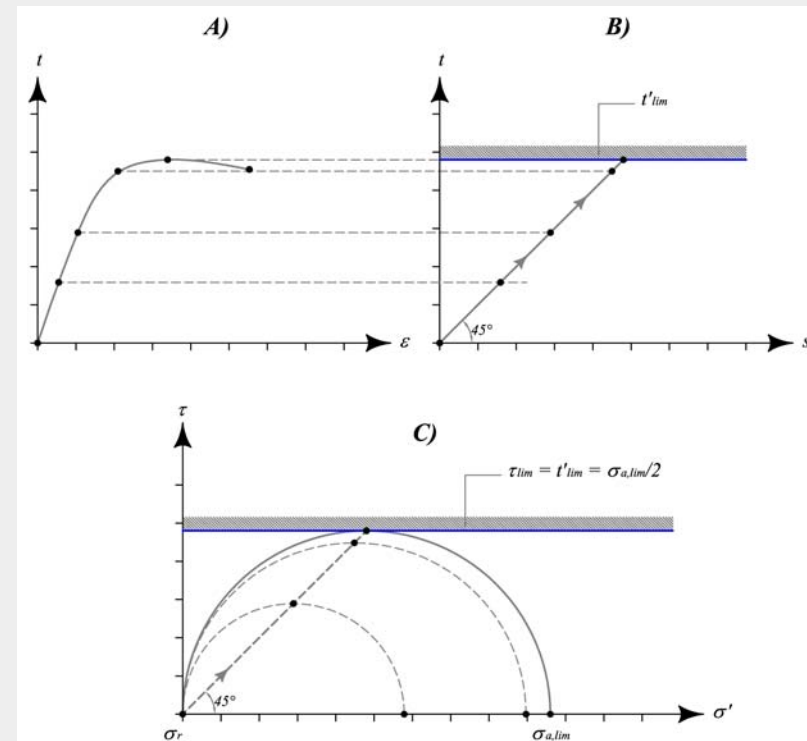 A)
B)
t
t
t'lim
45°
ε
s
C)
τ
τlim = t'lim = σa,lim/2
45°
σ'
σr
σa,lim